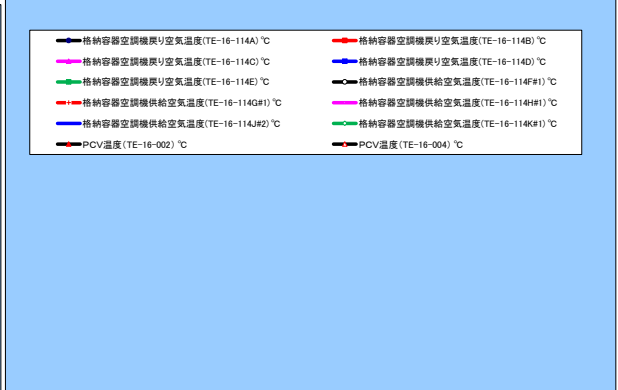 格納容器空調機戻り空気温度(TE-16-114A) ℃ 格納容器空調機戻り空気温度(TE-16-114B) ℃
格納容器空調機戻り空気温度(TE-16-114C) ℃ 格納容器空調機戻り空気温度(TE-16-114D) ℃
格納容器空調機戻り空気温度(TE-16-114E) ℃ 格納容器空調機供給空気温度(TE-16-114F#1) ℃
格納容器空調機供給空気温度(TE-16-114G#1) ℃ 格納容器空調機供給空気温度(TE-16-114H#1) ℃
格納容器空調機供給空気温度(TE-16-114J#2) ℃ 格納容器空調機供給空気温度(TE-16-114K#1) ℃
PCV温度(TE-16-002) ℃ PCV温度(TE-16-004) ℃